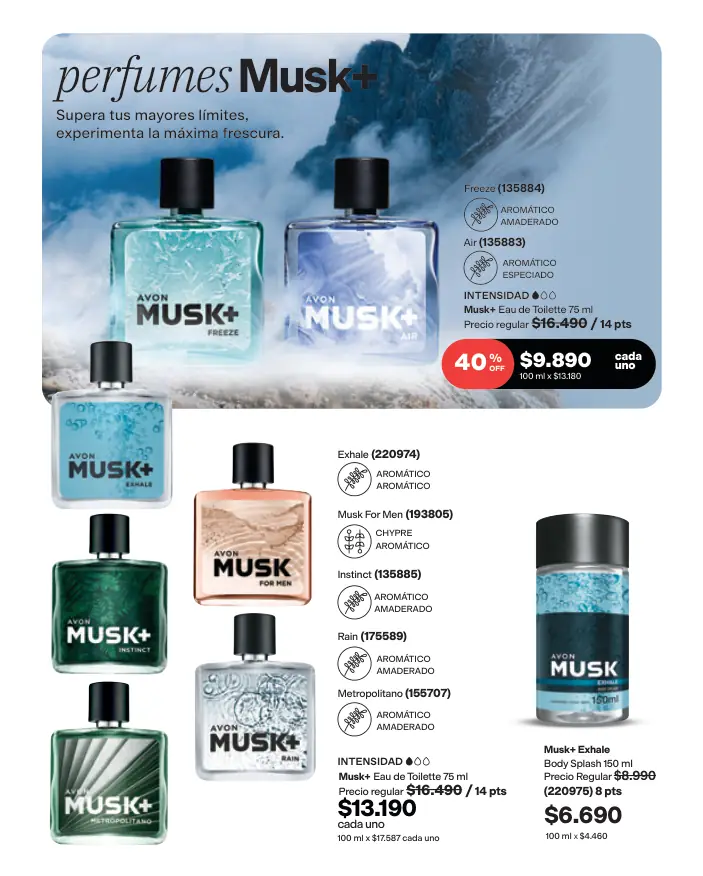 perfumes Musk+
Supera tus mayores límites,
experimenta la máxima frescura.
Freeze (135884)
AROMÁTICO
AMADERADO
Air (135883)
AROMÁTICO
ESPECIADO
INTENSIDAD
Musk+ Eau de Toilette 75 ml
Precio regular $16.490 / 14 pts
40% OFF
$9.890 cada uno
100 ml x $13.180
AVON
MUSK+
FREEZE
AVON
MUSK+
AIR
AVON
MUSK+
EXHALE
AVON
MUSK
FOR MEN
AVON
MUSK+
INSTINCT
AVON
MUSK+
RAIN
AVON
MUSK+
METROPOLITANO
Exhale (220974)
AROMÁTICO
AROMÁTICO
Musk For Men (193805)
CHYPRE
AROMÁTICO
Instinct (135885)
AROMÁTICO
AMADERADO
Rain (175589)
AROMÁTICO
AMADERADO
Metropolitano (155707)
AROMÁTICO
AMADERADO
INTENSIDAD
Musk+ Eau de Toilette 75 ml
Precio regular $16.490 / 14 pts
$13.190
cada uno
100 ml x $17.587 cada uno
AVON
MUSK
EXHALE
150ml
Musk+ Exhale
Body Splash 150 ml
Precio Regular $8.990
(220975) 8 pts
$6.690
100 ml x $4.460